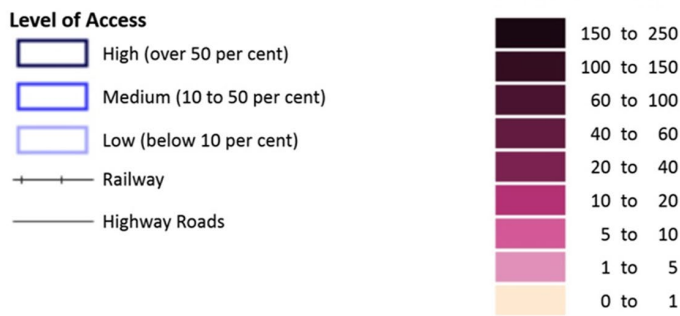 Level of Access
High (over 50 per cent)
Medium (10 to 50 per cent)
Low (below 10 per cent)
Railway
Highway Roads
150 to 250
100 to 150
60 to 100
40 to 60
20 to 40
10 to 20
5 to 10
1 to 5
0 to 1